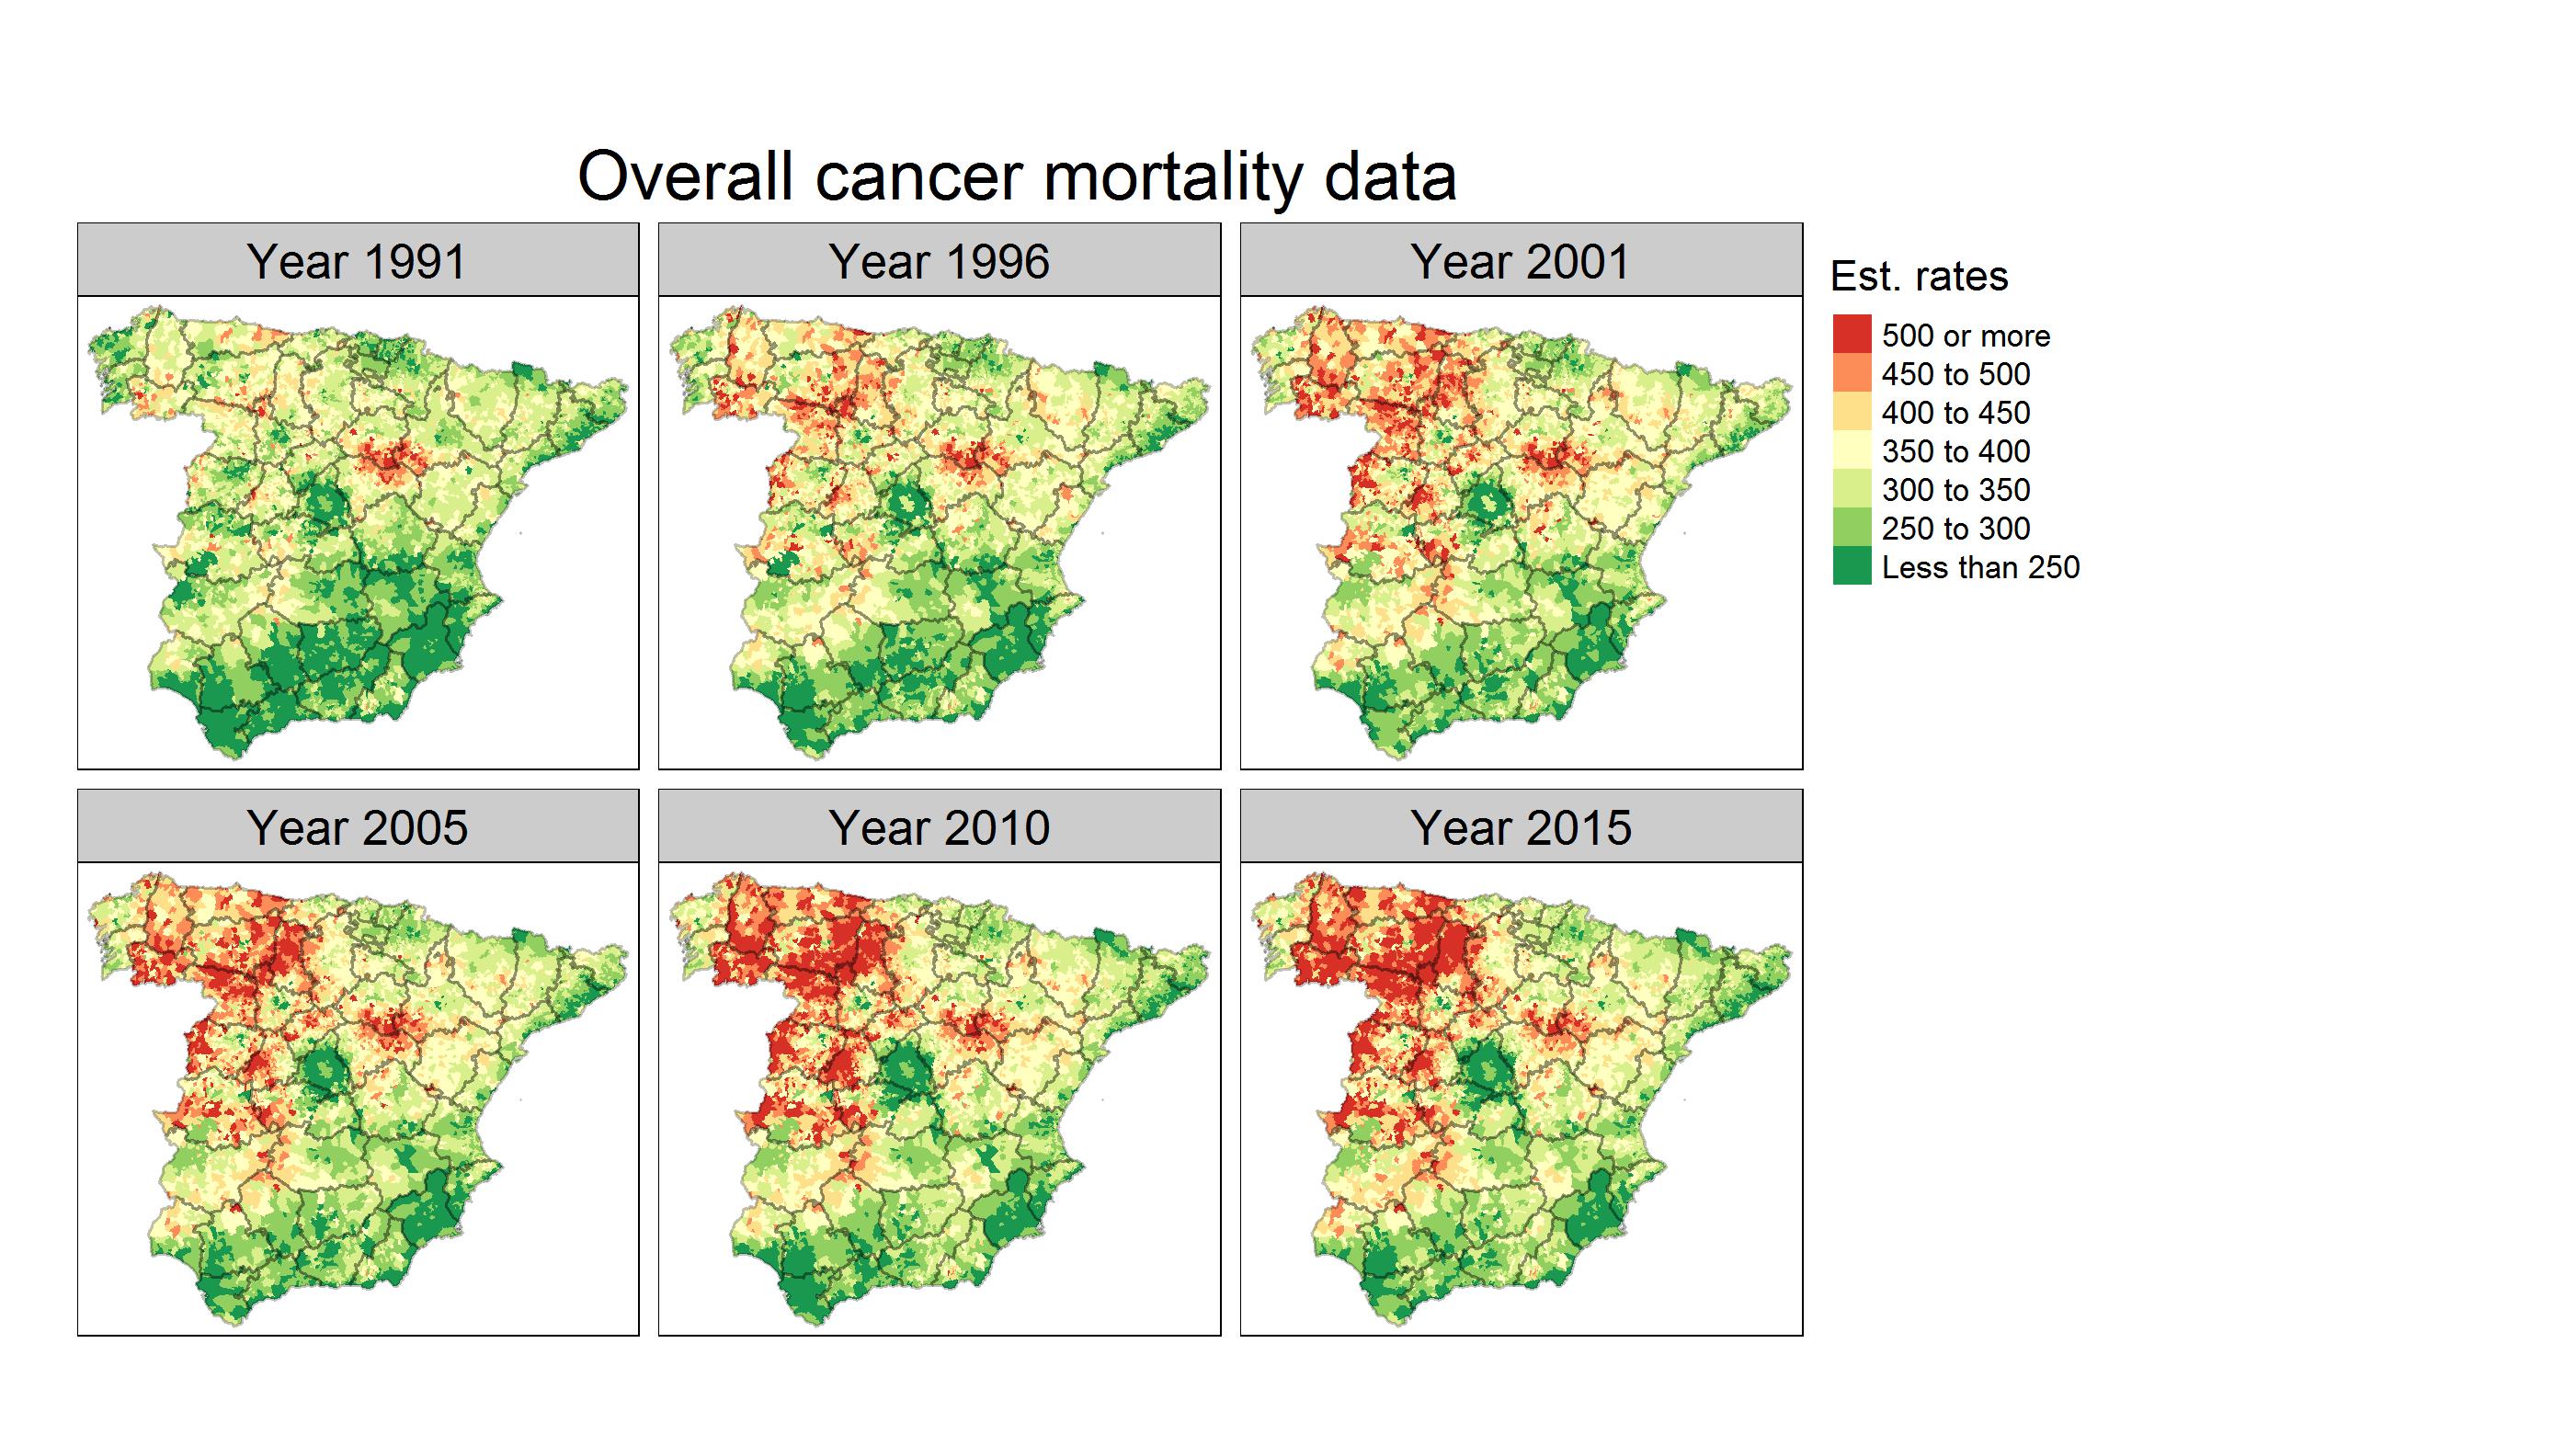 Overall cancer mortality data
Year 1991
Year 1996
Year 2001
Est. rates
500 or more
450 to 500
400 to 450
350 to 400
300 to 350
250 to 300
Less than 250
Year 2005
Year 2010
Year 2015